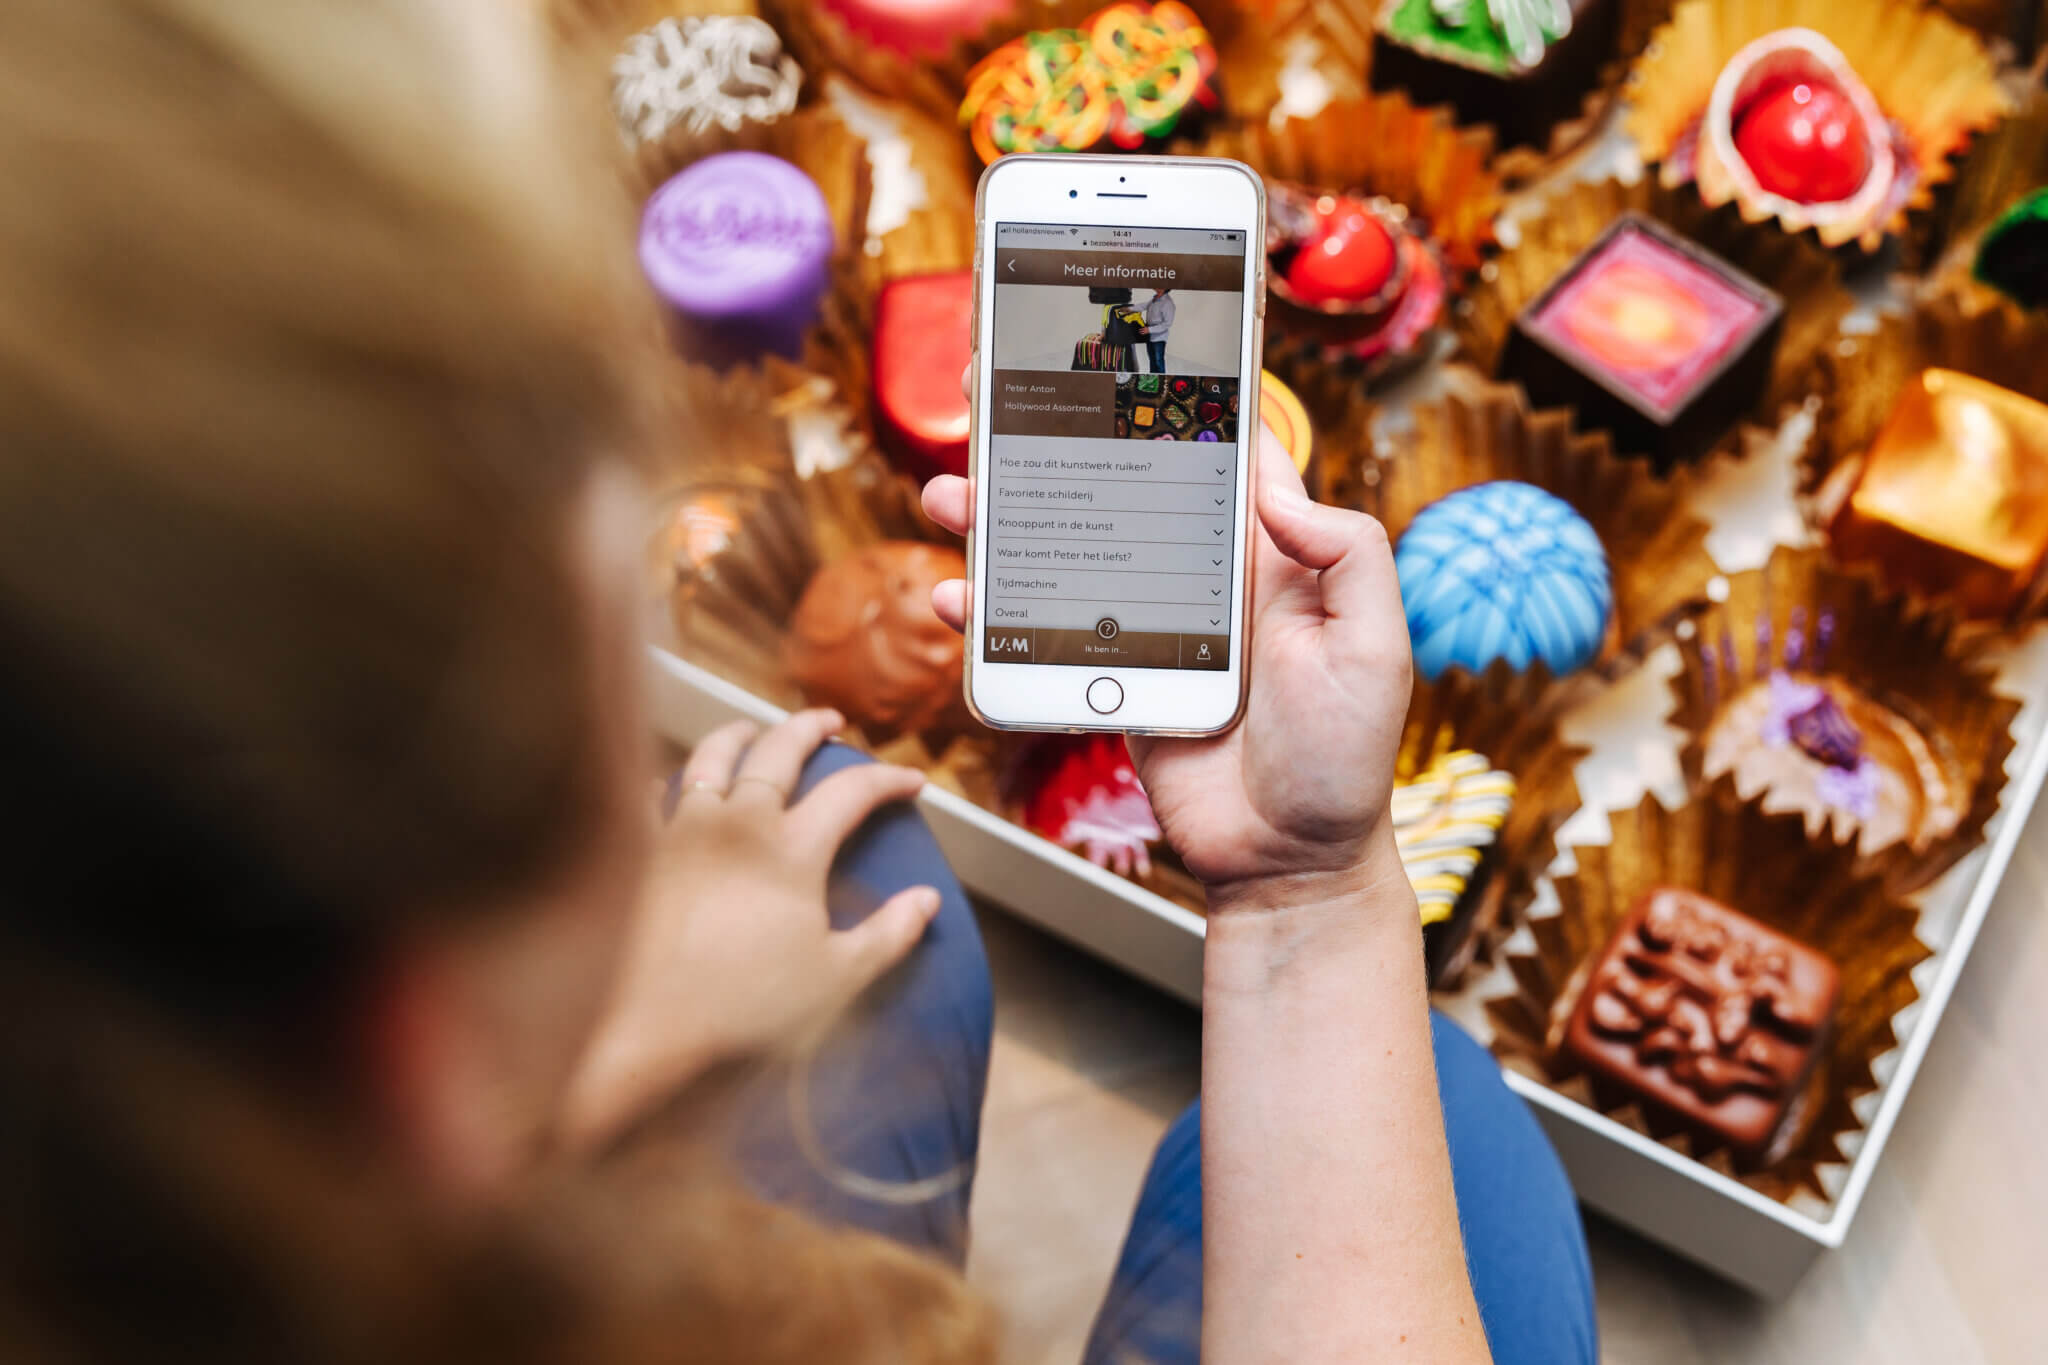 hollandsnieuwe.
14:41
75%
bezoekers.lamlisse.nl
Meer informatie
Peter Anton
Hollywood Assortment
Hoe zou dit kunstwerk ruiken?
Favoriete schilderij
Knooppunt in de kunst
Waar komt Peter het liefst?
Tijdmachine
Overal
?
LAM
Ik ben in ...